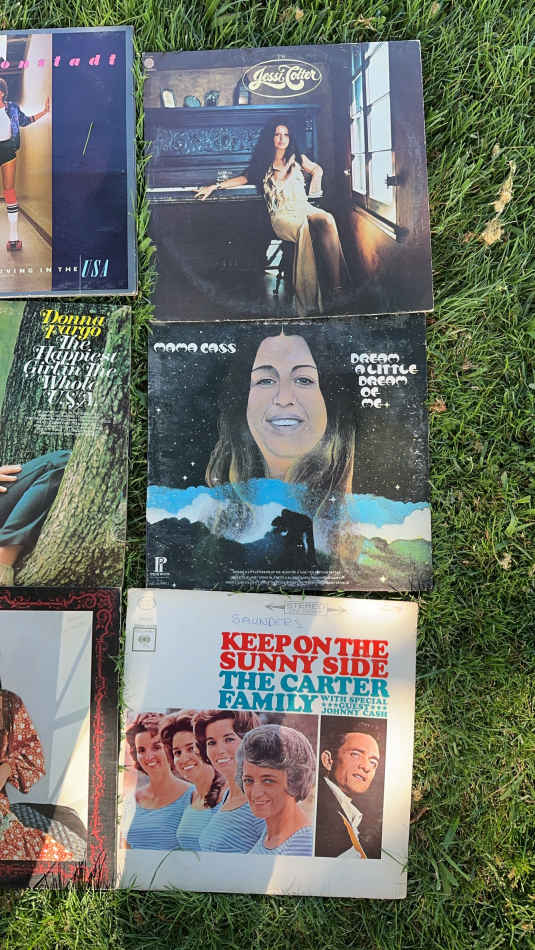 onstadt
LIVING IN THE USA
I'm
Jessi Colter
Donna
Fargo
The
Happiest
Girl in The
Whole
USA
MAMA CASS
DREAM
A LITTLE
DREAM
OF
ME
P
SAUNDERS
STEREO
KEEP ON THE
SUNNY SIDE
THE CARTER
FAMILY
WITH SPECIAL
★★★GUEST★★★
JOHNNY CASH